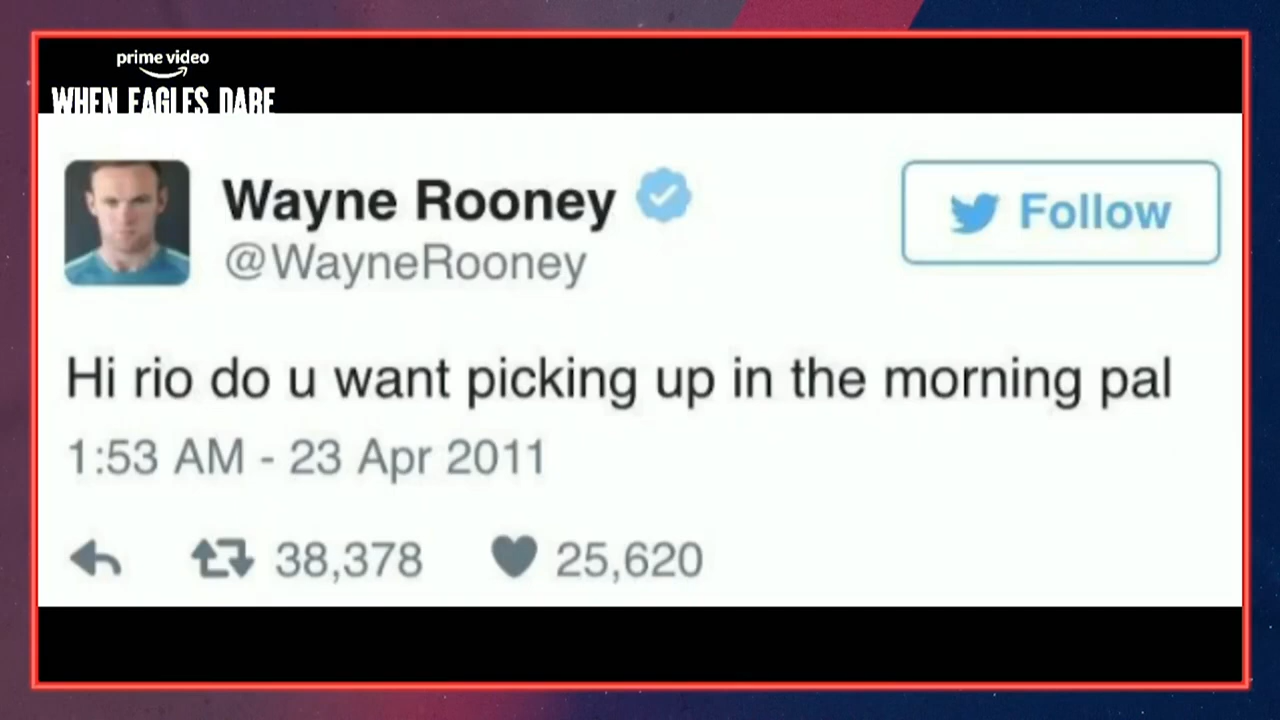 prime video
WHEN EAGLES DARE
Wayne Rooney
Follow
@WayneRooney
Hi rio do u want picking up in the morning pal
1:53 AM - 23 Apr 2011
38,378 25,620